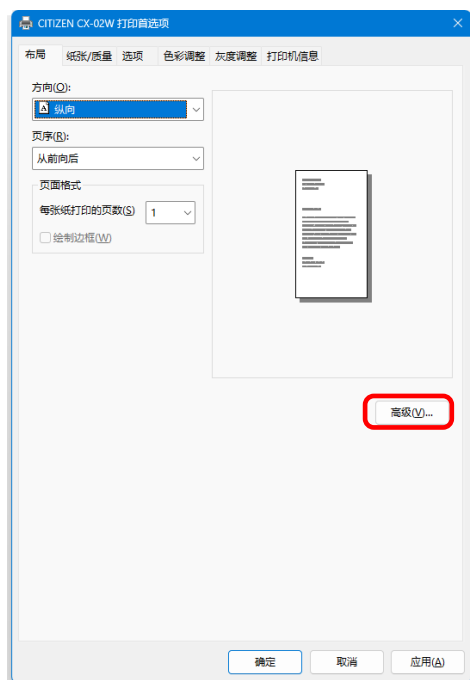 CITIZEN CX-02W 打印首选项
布局 纸张/质量 选项 色彩调整 灰度调整 打印机信息
方向(O):
A 纵向
页序(R):
从前向后
页面格式
每张纸打印的页数(S) 1
绘制边框(W)
高级(V)...
确定 取消 应用(A)